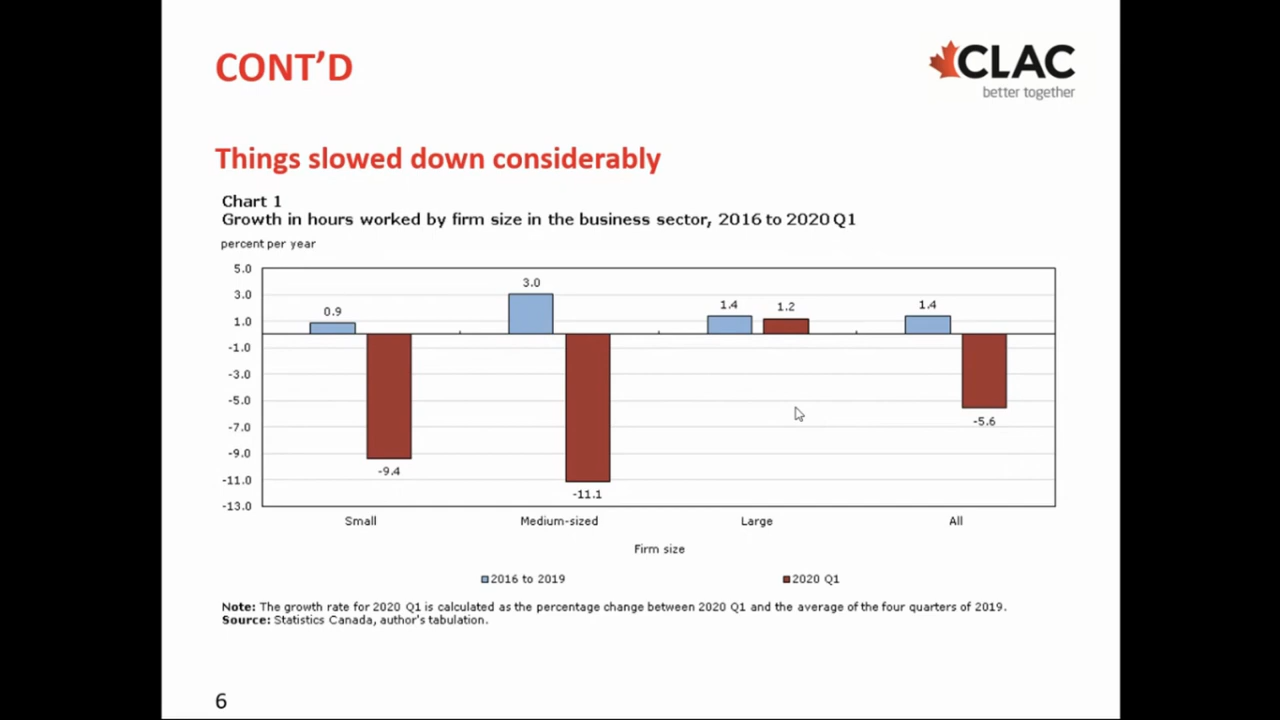 CONT’D
CLAC
better together
Things slowed down considerably
Chart 1
Growth in hours worked by firm size in the business sector, 2016 to 2020 Q1
percent per year
5.0
3.0
1.0
-1.0
-3.0
-5.0
-7.0
-9.0
-11.0
-13.0
0.9
-9.4
3.0
-11.1
1.4
1.2
1.4
-5.6
Small Medium-sized Large All
Firm size
2016 to 2019 2020 Q1
Note: The growth rate for 2020 Q1 is calculated as the percentage change between 2020 Q1 and the average of the four quarters of 2019.
Source: Statistics Canada, author's tabulation.
6